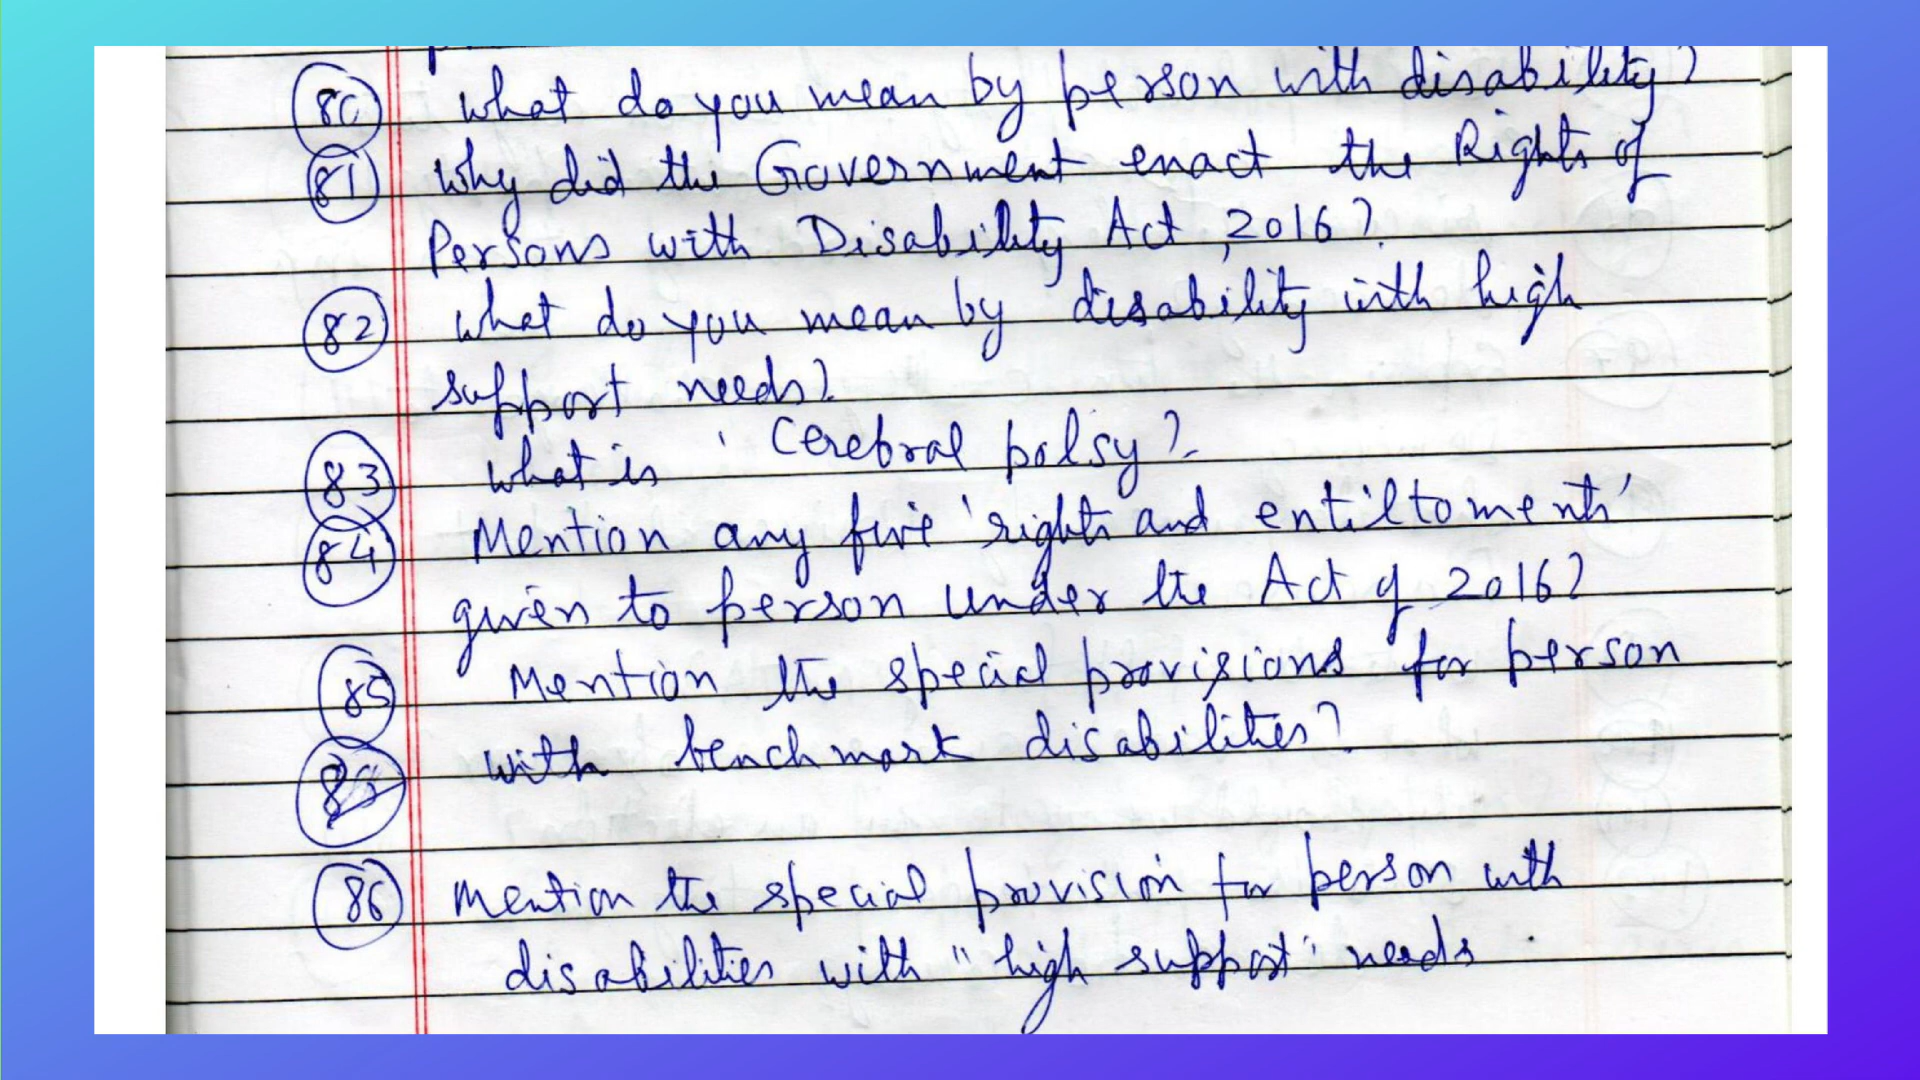 80 What do you mean by person with disability?
81 Why did the Government enact the Rights of
Persons with Disability Act, 2016?
82 What do you mean by disability with high
support needs?
83 What is 'Cerebral polsy?
84 Mention any five 'rights and entiltoments'
given to person under the Act of 2016?
85 Mention the special provisions for person
with benchmark disabilities?
86 Mention the special provision for person with
disabilities with "high support" needs.